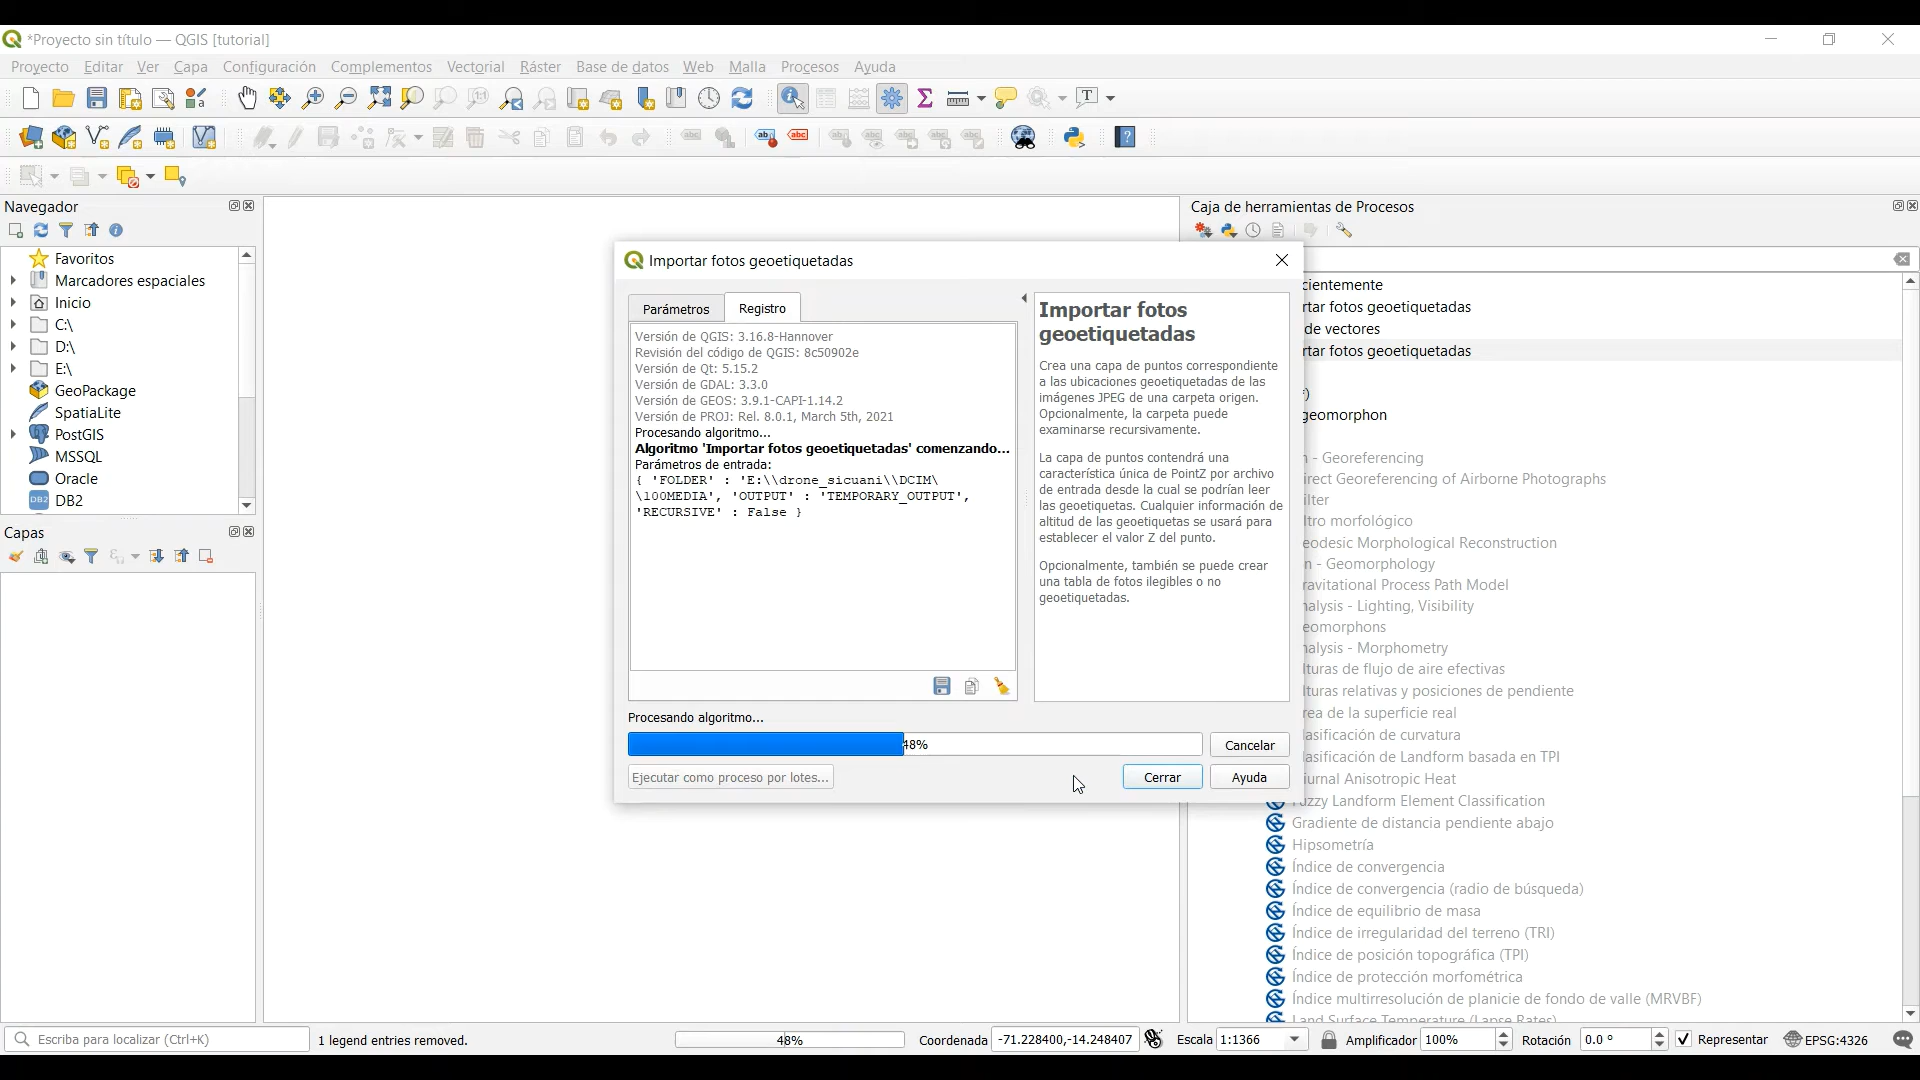 *Proyecto sin título — QGIS [tutorial]
Proyecto Editar Ver Capa Configuración Complementos Vectorial Ráster Base de datos Web Malla Procesos Ayuda
Navegador
Favoritos
Marcadores espaciales
Inicio
C:\
D:\
E:\
GeoPackage
SpatiaLite
PostGIS
MSSQL
Oracle
DB2
Capas
Importar fotos geoetiquetadas
Parámetros Registro
Versión de QGIS: 3.16.8-Hannover
Revisión del código de QGIS: 8c50902e
Versión de Qt: 5.15.2
Versión de GDAL: 3.3.0
Versión de GEOS: 3.9.1-CAPI-1.14.2
Versión de PROJ: Rel. 8.0.1, March 5th, 2021
Procesando algoritmo...
Algoritmo 'Importar fotos geoetiquetadas' comenzando...
Parámetros de entrada:
{ 'FOLDER' : 'E:\\drone_sicuani\\DCIM\
\100MEDIA', 'OUTPUT' : 'TEMPORARY_OUTPUT',
'RECURSIVE' : False }
Importar fotos
geoetiquetadas
Crea una capa de puntos correspondiente
a las ubicaciones geoetiquetadas de las
imágenes JPEG de una carpeta origen.
Opcionalmente, la carpeta puede
examinarse recursivamente.
La capa de puntos contendrá una
característica única de PointZ por archivo
de entrada desde la cual se podrían leer
las geoetiquetas. Cualquier información de
altitud de las geoetiquetas se usará para
establecer el valor Z del punto.
Opcionalmente, también se puede crear
una tabla de fotos ilegibles o no
geoetiquetadas.
Procesando algoritmo...
48%
Cancelar
Ejecutar como proceso por lotes...
Cerrar
Ayuda
Caja de herramientas de Procesos
cientemente
rtar fotos geoetiquetadas
de vectores
rtar fotos geoetiquetadas
geomorphon
n - Georeferencing
irect Georeferencing of Airborne Photographs
ilter
ltro morfológico
eodesic Morphological Reconstruction
n - Geomorphology
ravitational Process Path Model
nalysis - Lighting, Visibility
eomorphons
nalysis - Morphometry
lturas de flujo de aire efectivas
lturas relativas y posiciones de pendiente
rea de la superficie real
lasificación de curvatura
lasificación de Landform basada en TPI
iurnal Anisotropic Heat
Fuzzy Landform Element Classification
Gradiente de distancia pendiente abajo
Hipsometría
Índice de convergencia
Índice de convergencia (radio de búsqueda)
Índice de equilibrio de masa
Índice de irregularidad del terreno (TRI)
Índice de posición topográfica (TPI)
Índice de protección morfométrica
Índice multirresolución de planicie de fondo de valle (MRVBF)
Land Surface Temperature (Lapse Rates)
Escriba para localizar (Ctrl+K) 1 legend entries removed. 48% Coordenada -71.228400,-14.248407 Escala 1:1366 Amplificador 100% Rotación 0.0 ° Representar EPSG:4326